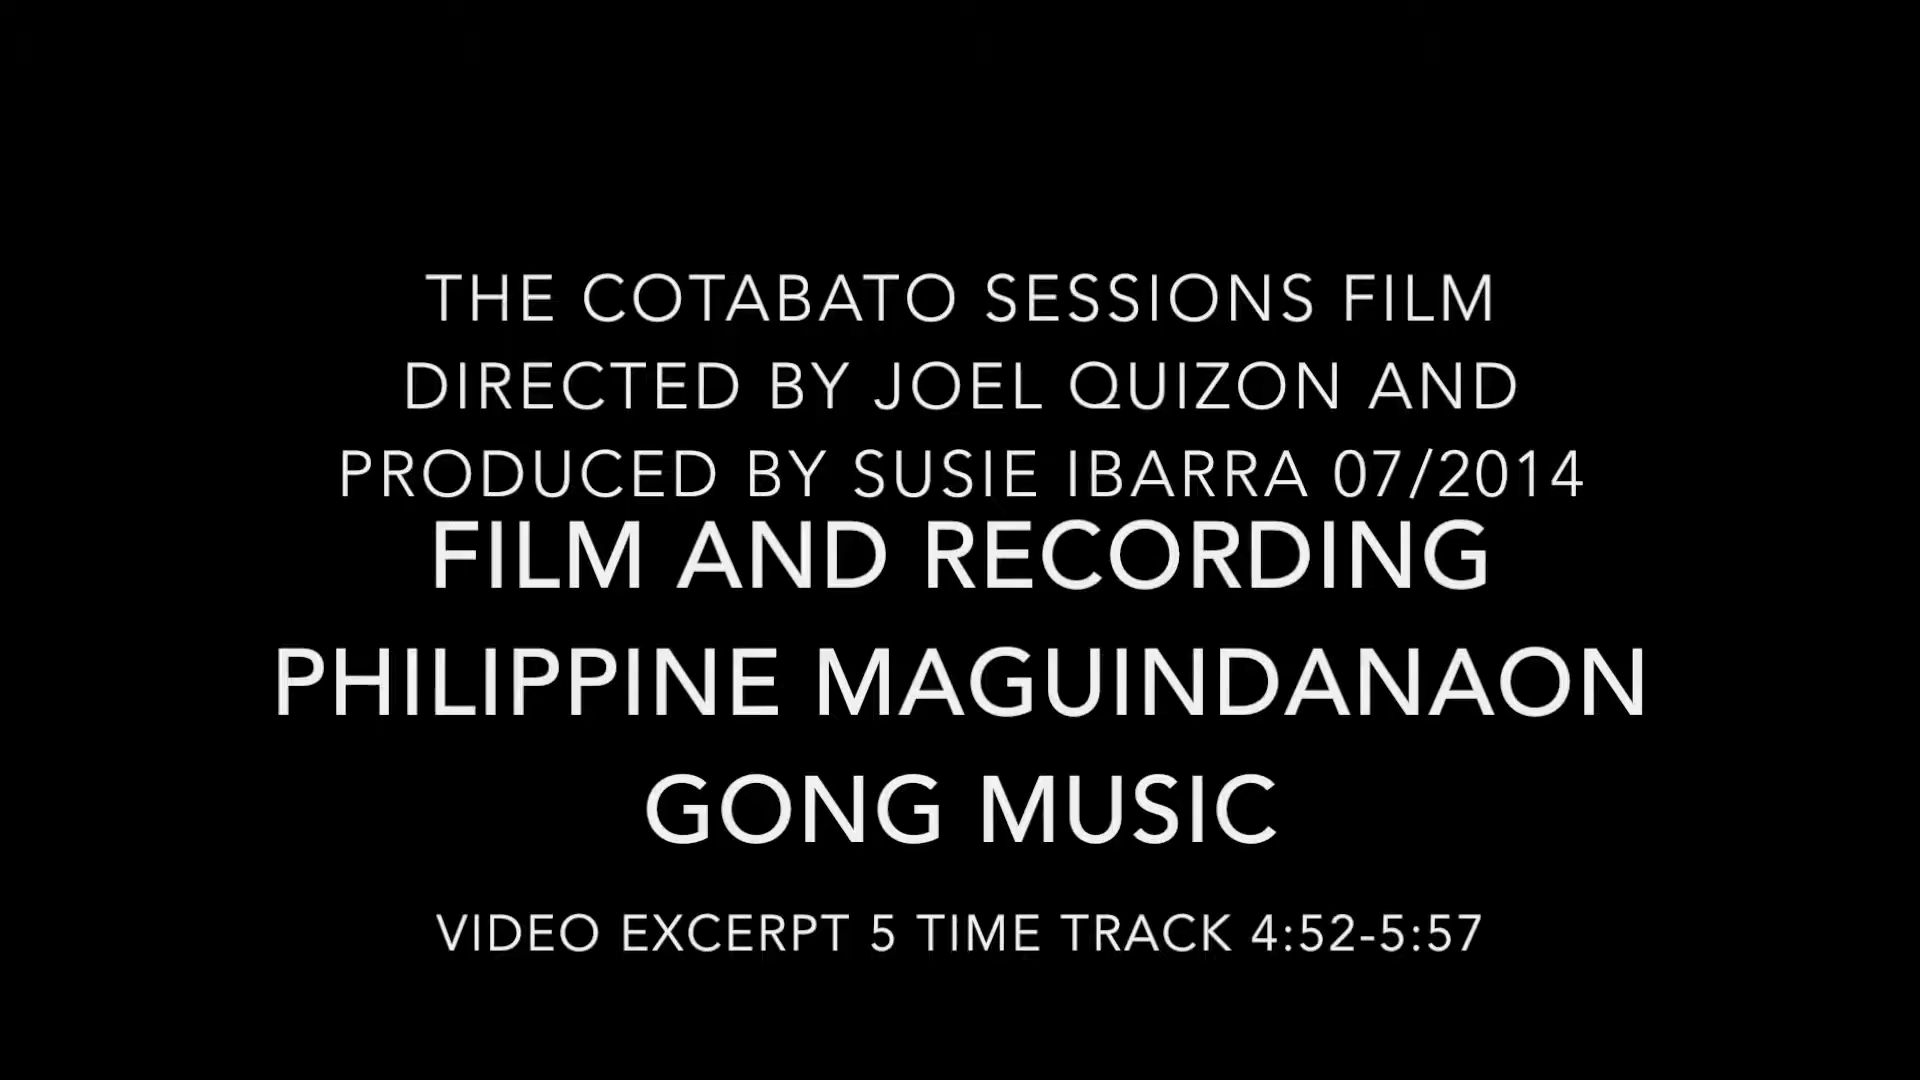 THE COTABATO SESSIONS FILM
DIRECTED BY JOEL QUIZON AND
PRODUCED BY SUSIE IBARRA 07/2014
FILM AND RECORDING
PHILIPPINE MAGUINDANAON
GONG MUSIC
VIDEO EXCERPT 5 TIME TRACK 4:52-5:57